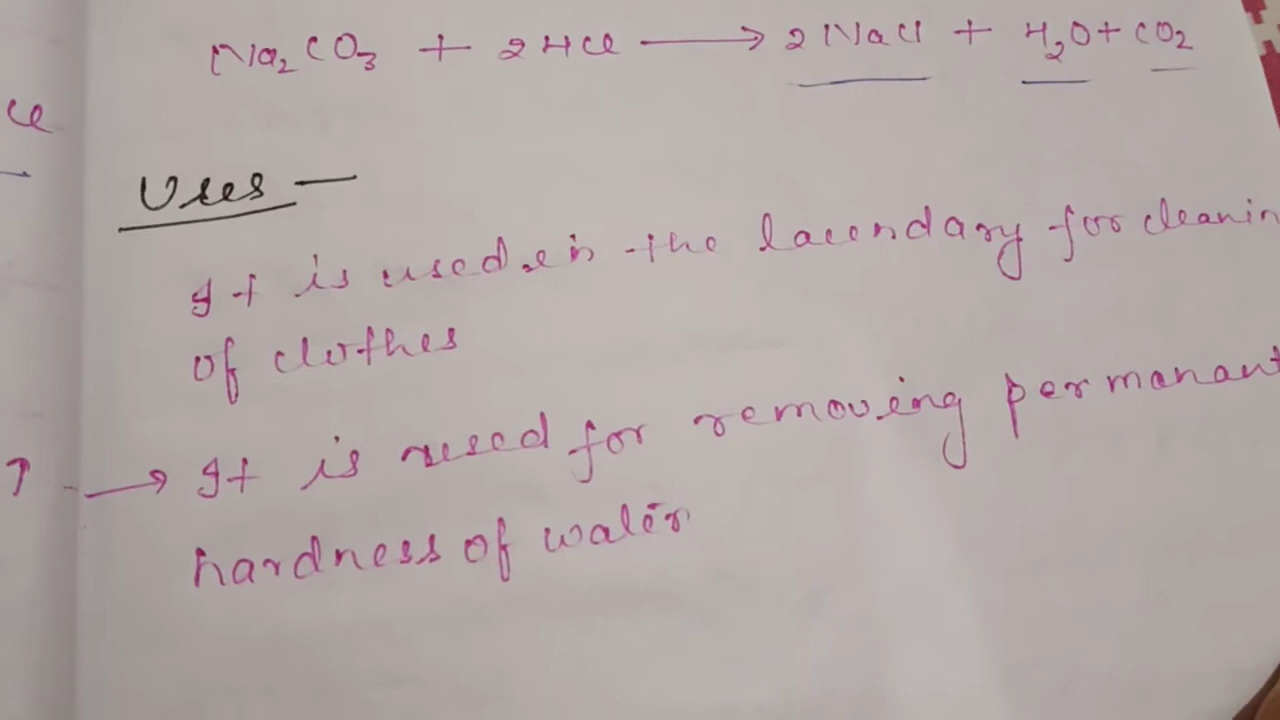 Na₂CO₃ + 2HCl ⟶ 2NaCl + H₂O + CO₂
Cl
Uses —
It is used in the laundary for cleanin
of clothes
→ It is used for removing permanant
hardness of water